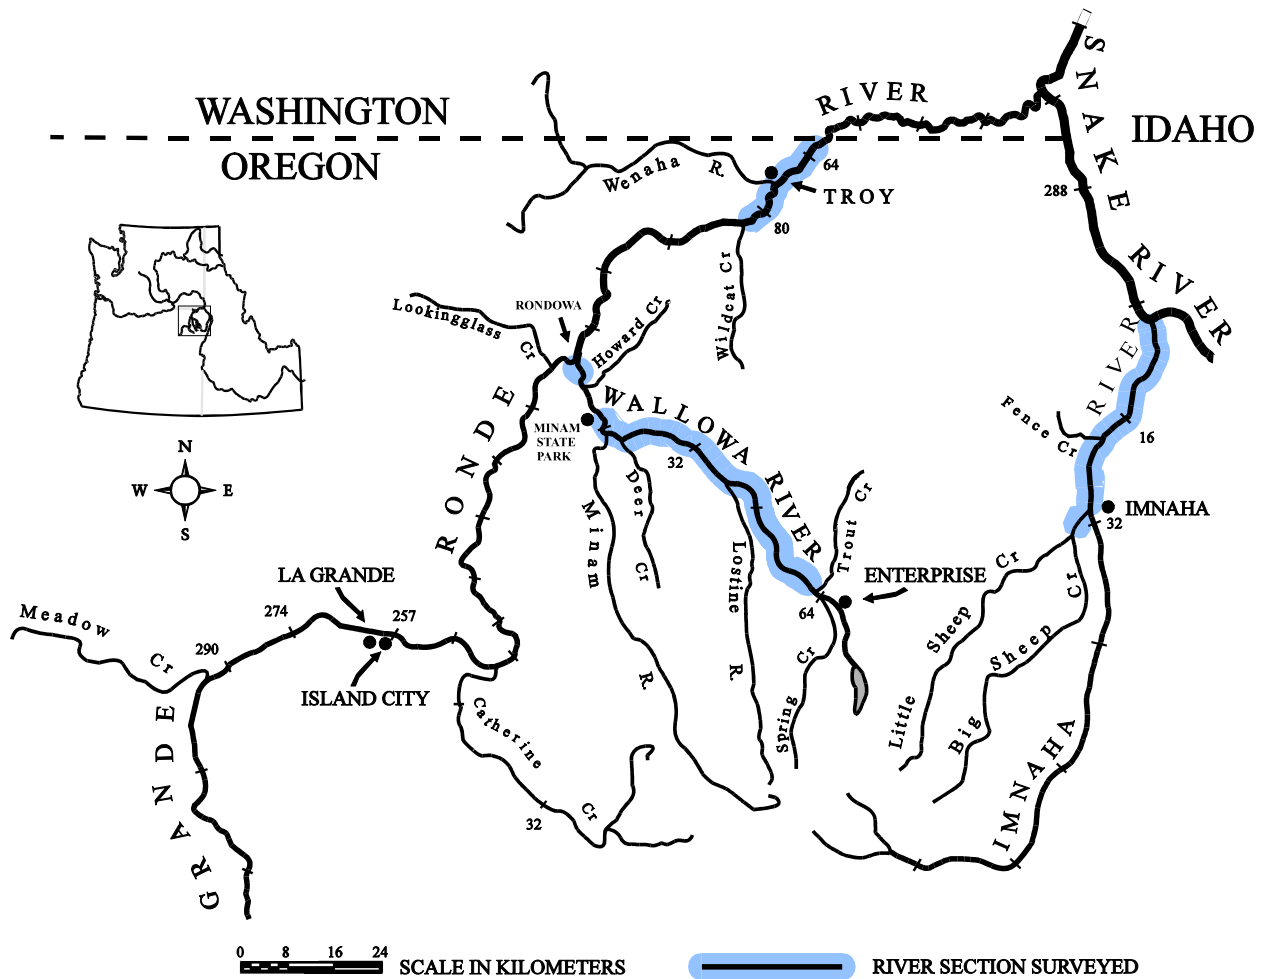 SNAKE RIVER
RIVER
WASHINGTON
IDAHO
OREGON
Wenaha R.
64
TROY
288
80
Wildcat Cr
RONDOWA
Lookingglass Cr
Howard Cr
RIVER
WALLOWA RIVER
RONDE
Fence Cr
MINAM
STATE
PARK
16
32
N
W E
S
Deer Cr
Minam R.
Trout Cr
IMNAHA
32
Lostine R.
LA GRANDE
ENTERPRISE
Meadow Cr
274
257
64
290
Little Sheep Cr
Big Sheep Cr
ISLAND CITY
Spring Cr
Catherine Cr
GRANDE
IMNAHA
32
0 8 16 24
SCALE IN KILOMETERS
RIVER SECTION SURVEYED